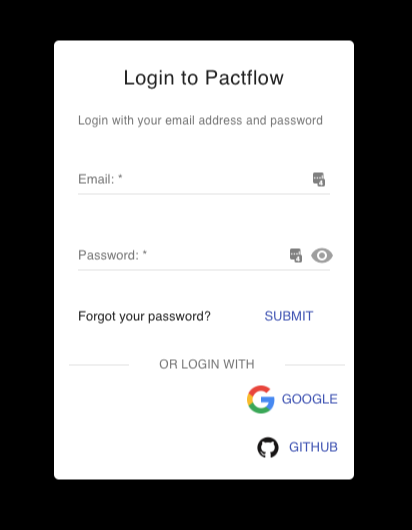 Login to Pactflow
Login with your email address and password
Email: *
Password: *
Forgot your password? SUBMIT
OR LOGIN WITH
GOOGLE
GITHUB